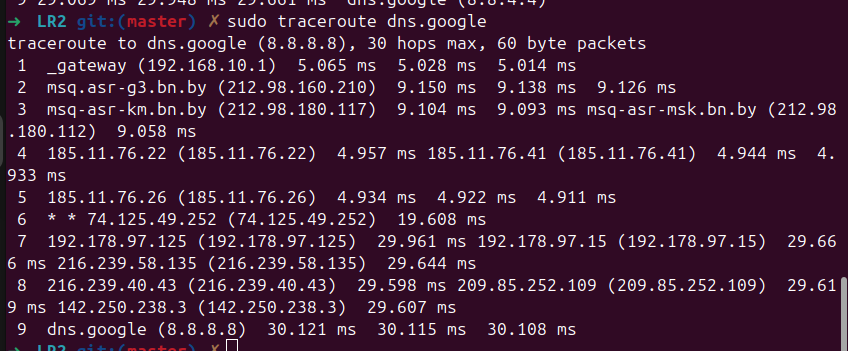 9 29.069 ms 29.948 ms 29.661 ms dns.google (8.8.4.4)
→ LR2 git:(master) ✗ sudo traceroute dns.google
traceroute to dns.google (8.8.8.8), 30 hops max, 60 byte packets
 1  _gateway (192.168.10.1)  5.065 ms  5.028 ms  5.014 ms
 2  msq.asr-g3.bn.by (212.98.160.210)  9.150 ms  9.138 ms  9.126 ms
 3  msq-asr-km.bn.by (212.98.180.117)  9.104 ms  9.093 ms msq-asr-msk.bn.by (212.98
.180.112)  9.058 ms
 4  185.11.76.22 (185.11.76.22)  4.957 ms 185.11.76.41 (185.11.76.41)  4.944 ms  4.
933 ms
 5  185.11.76.26 (185.11.76.26)  4.934 ms  4.922 ms  4.911 ms
 6  * * 74.125.49.252 (74.125.49.252)  19.608 ms
 7  192.178.97.125 (192.178.97.125)  29.961 ms 192.178.97.15 (192.178.97.15)  29.66
6 ms 216.239.58.135 (216.239.58.135)  29.644 ms
 8  216.239.40.43 (216.239.40.43)  29.598 ms 209.85.252.109 (209.85.252.109)  29.61
9 ms 142.250.238.3 (142.250.238.3)  29.607 ms
 9  dns.google (8.8.8.8)  30.121 ms  30.115 ms  30.108 ms
→ LR2 git:(master) ✗